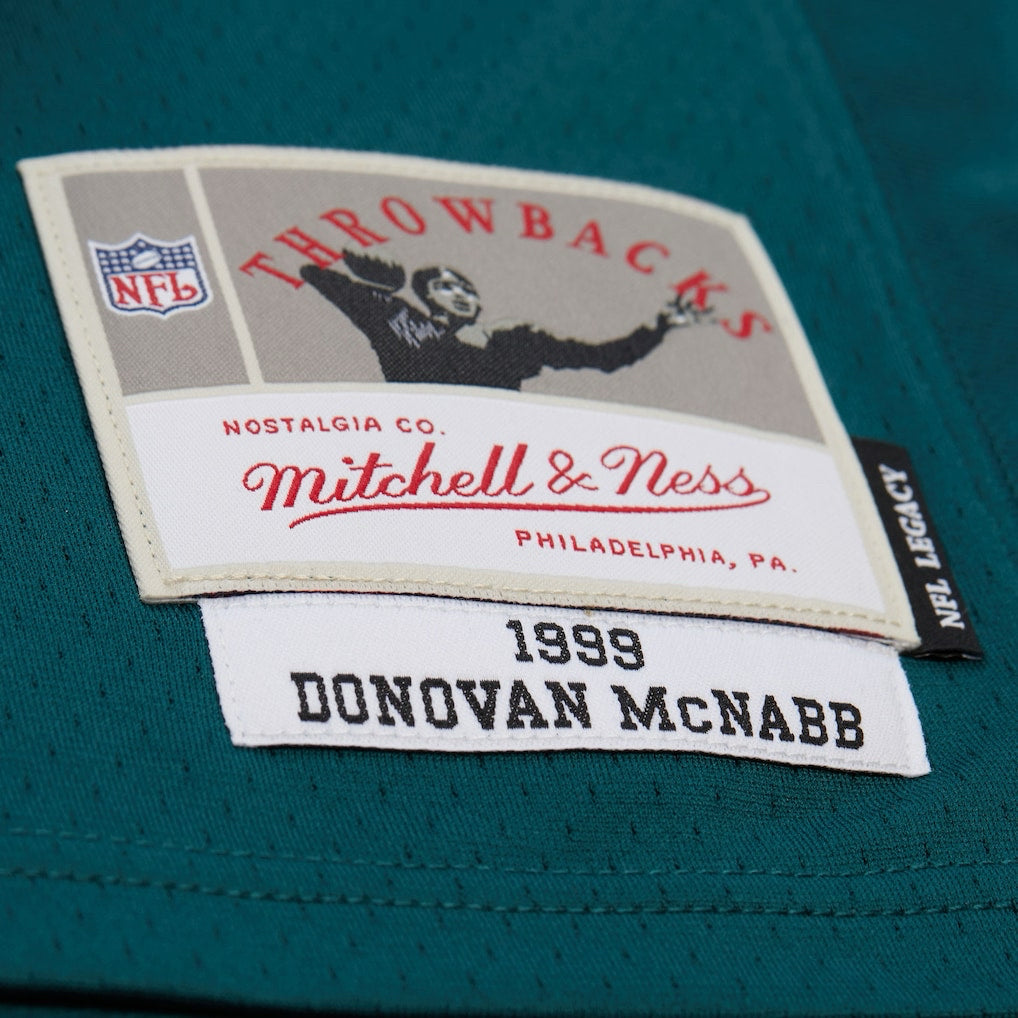 THROWBACKS
NFL
NOSTALGIA CO.
Mitchell & Ness
PHILADELPHIA, PA.
NFL LEGACY
1999
DONOVAN McNABB